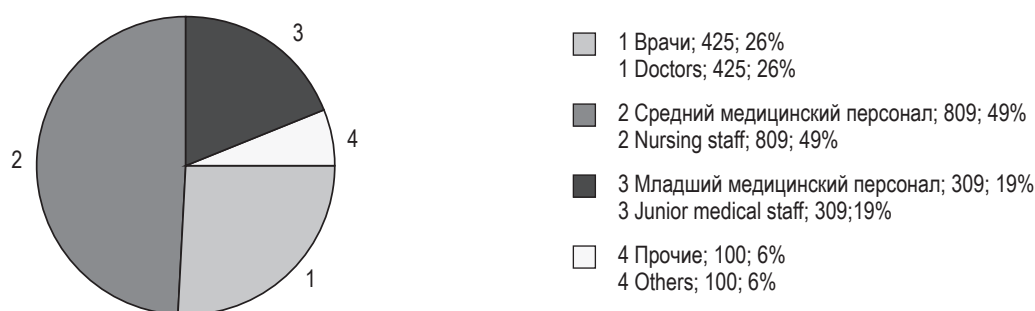 3
4
2
1
1 Врачи; 425; 26%
1 Doctors; 425; 26%
2 Средний медицинский персонал; 809; 49%
2 Nursing staff; 809; 49%
3 Младший медицинский персонал; 309; 19%
3 Junior medical staff; 309;19%
4 Прочие; 100; 6%
4 Others; 100; 6%